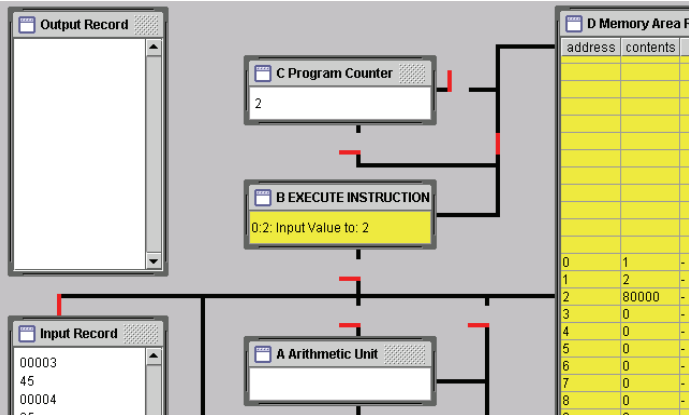 Output Record
C Program Counter
2
B EXECUTE INSTRUCTION
0:2: Input Value to: 2
Input Record
00003
45
00004
A Arithmetic Unit
D Memory Area
address contents
0 1 -
1 2 -
2 80000 -
3 0 -
4 0 -
5 0 -
6 0 -
7 0 -
8 0 -